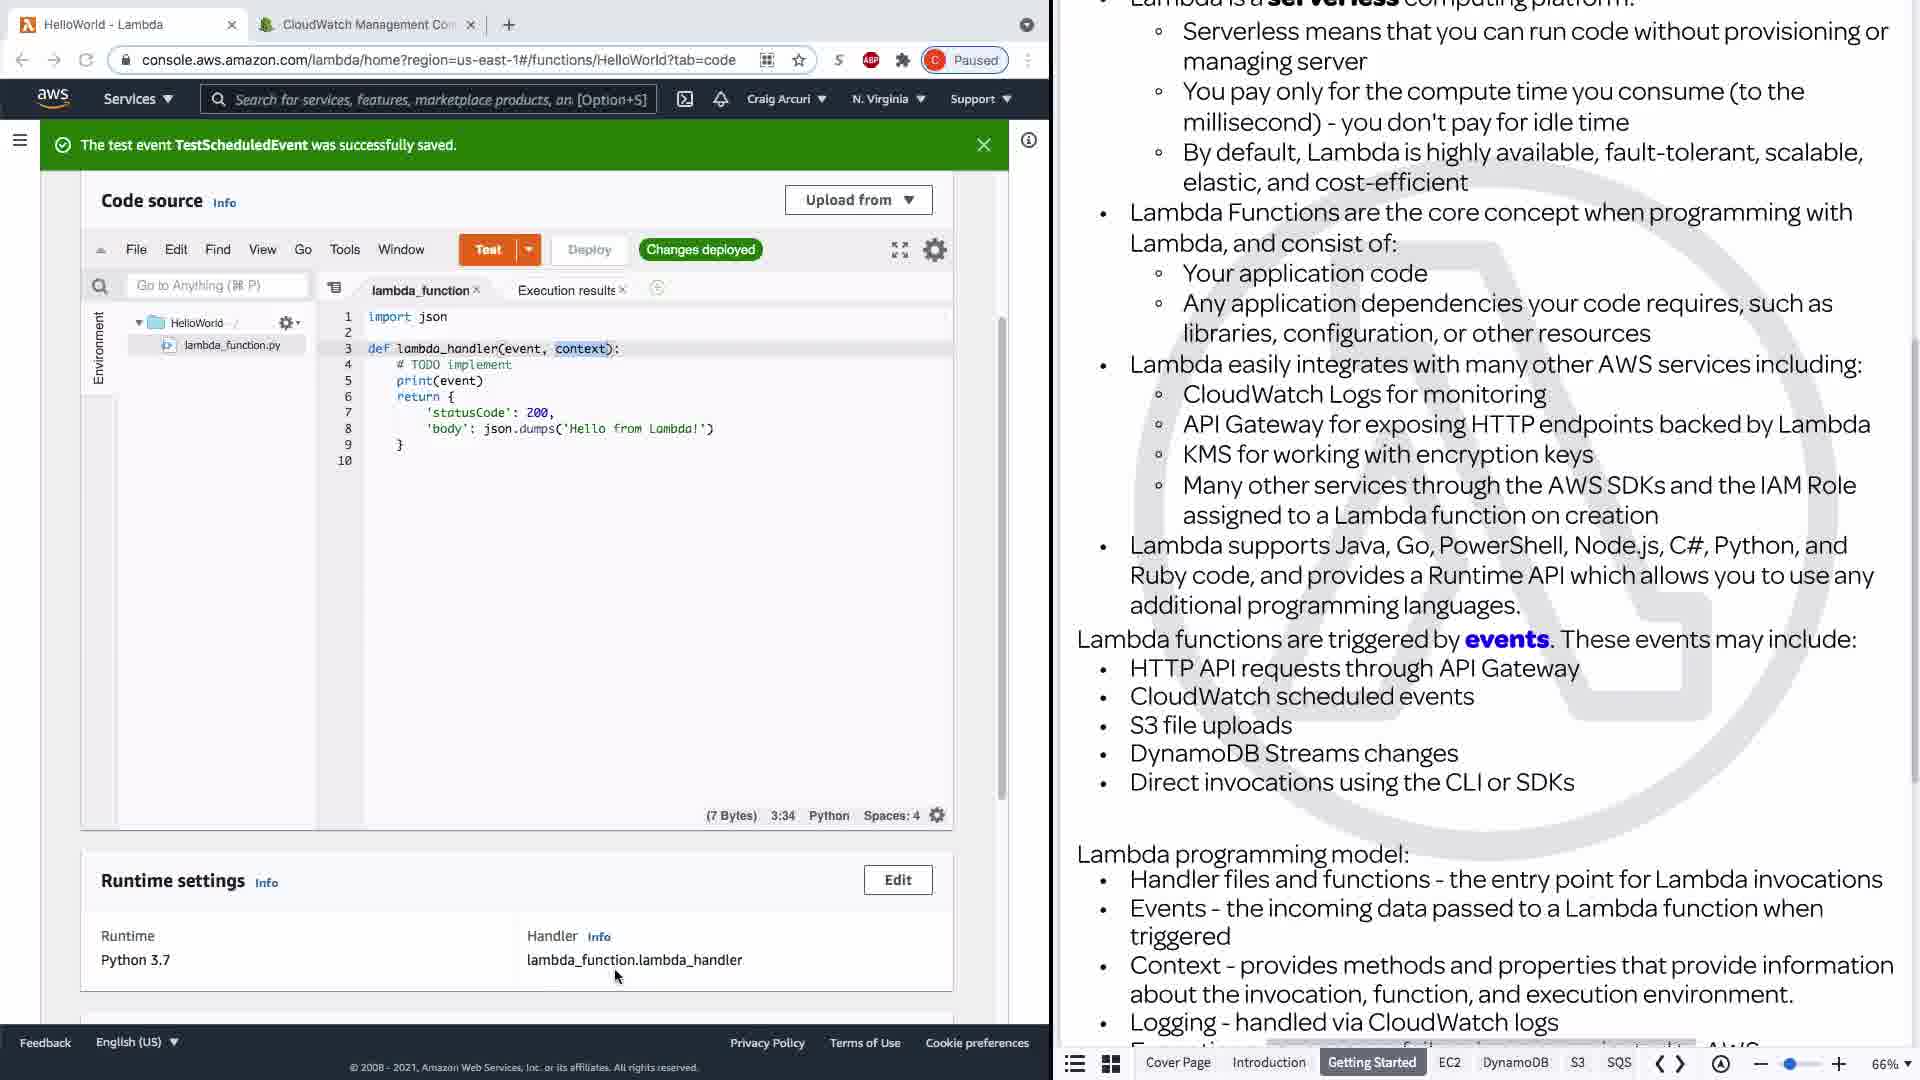 HelloWorld - Lambda
CloudWatch Management Con
console.aws.amazon.com/lambda/home?region=us-east-1#/functions/HelloWorld?tab=code
S
ABP
C Paused
aws
Services
Search for services, features, marketplace products, an [Option+S]
Craig Arcuri
N. Virginia
Support
The test event TestScheduledEvent was successfully saved.
Code source Info
Upload from
File Edit Find View Go Tools Window
Test
Deploy
Changes deployed
Go to Anything (⌘ P)
lambda_function
Execution results
Environment
HelloWorld - /
lambda_function.py
1 import json
2
3 def lambda_handler(event, context):
4 # TODO implement
5 print(event)
6 return {
7 'statusCode': 200,
8 'body': json.dumps('Hello from Lambda!')
9 }
10
(7 Bytes) 3:34 Python Spaces: 4
Runtime settings Info
Edit
Runtime
Python 3.7
Handler Info
lambda_function.lambda_handler
Feedback English (US)
Privacy Policy Terms of Use Cookie preferences
© 2008 - 2021, Amazon Web Services, Inc. or its affiliates. All rights reserved.
• Lambda is a serverless computing platform.
◦ Serverless means that you can run code without provisioning or
managing server
◦ You pay only for the compute time you consume (to the
millisecond) - you don't pay for idle time
◦ By default, Lambda is highly available, fault-tolerant, scalable,
elastic, and cost-efficient
• Lambda Functions are the core concept when programming with
Lambda, and consist of:
◦ Your application code
◦ Any application dependencies your code requires, such as
libraries, configuration, or other resources
• Lambda easily integrates with many other AWS services including:
◦ CloudWatch Logs for monitoring
◦ API Gateway for exposing HTTP endpoints backed by Lambda
◦ KMS for working with encryption keys
◦ Many other services through the AWS SDKs and the IAM Role
assigned to a Lambda function on creation
• Lambda supports Java, Go, PowerShell, Node.js, C#, Python, and
Ruby code, and provides a Runtime API which allows you to use any
additional programming languages.
Lambda functions are triggered by events. These events may include:
• HTTP API requests through API Gateway
• CloudWatch scheduled events
• S3 file uploads
• DynamoDB Streams changes
• Direct invocations using the CLI or SDKs
Lambda programming model:
• Handler files and functions - the entry point for Lambda invocations
• Events - the incoming data passed to a Lambda function when
triggered
• Context - provides methods and properties that provide information
about the invocation, function, and execution environment.
• Logging - handled via CloudWatch logs
Cover Page Introduction Getting Started EC2 DynamoDB S3 SQS
66%